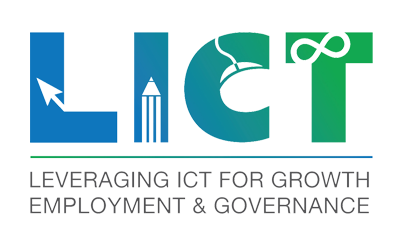 LICT
LEVERAGING ICT FOR GROWTH
EMPLOYMENT & GOVERNANCE